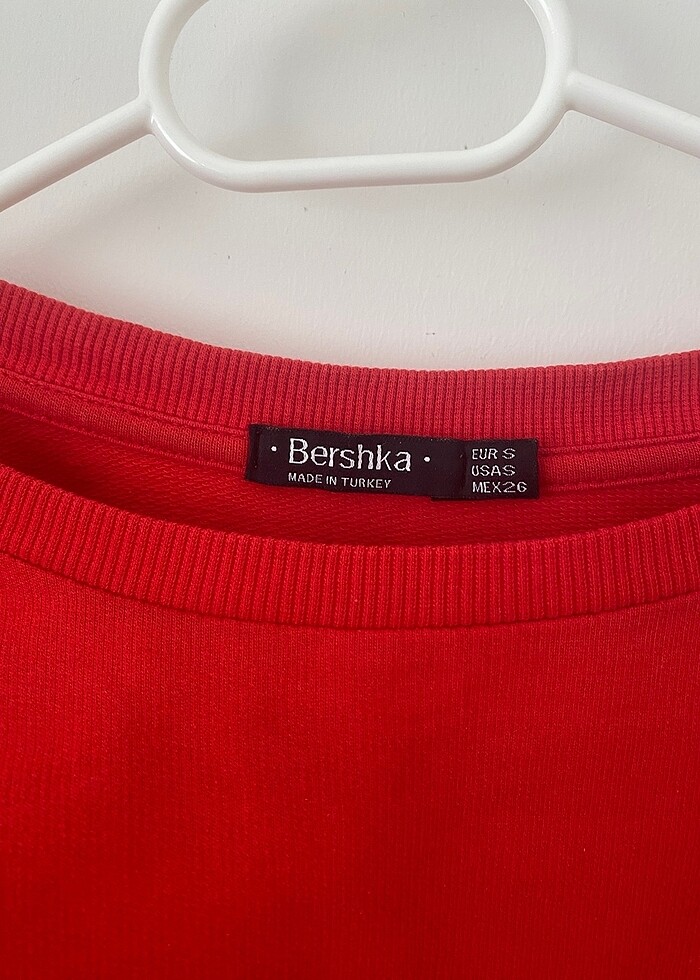 · Bershka ·
MADE IN TURKEY
EUR S
USA S
MEX 26